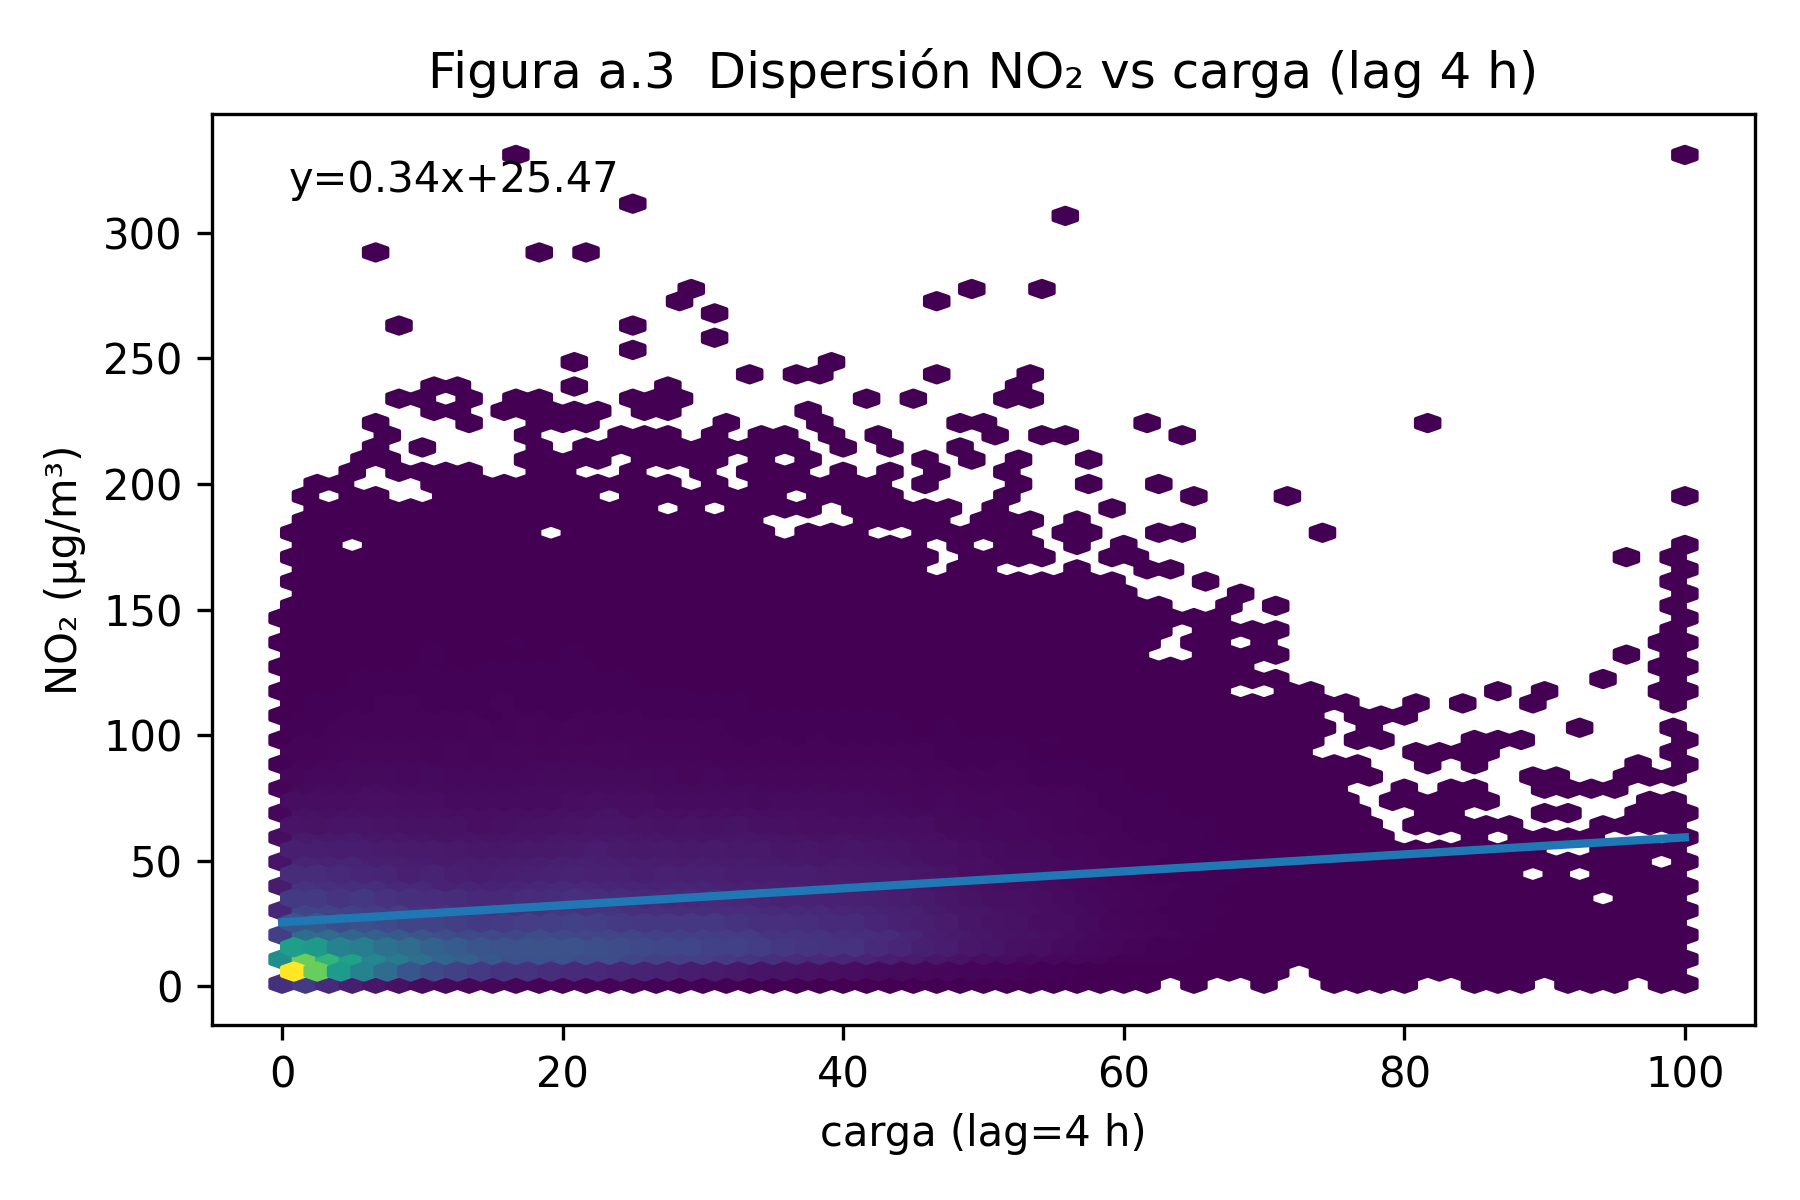 Figura a.3  Dispersión NO₂ vs carga (lag 4 h)
y=0.34x+25.47
NO₂ (µg/m³)
300
250
200
150
100
50
0
0 20 40 60 80 100
carga (lag=4 h)